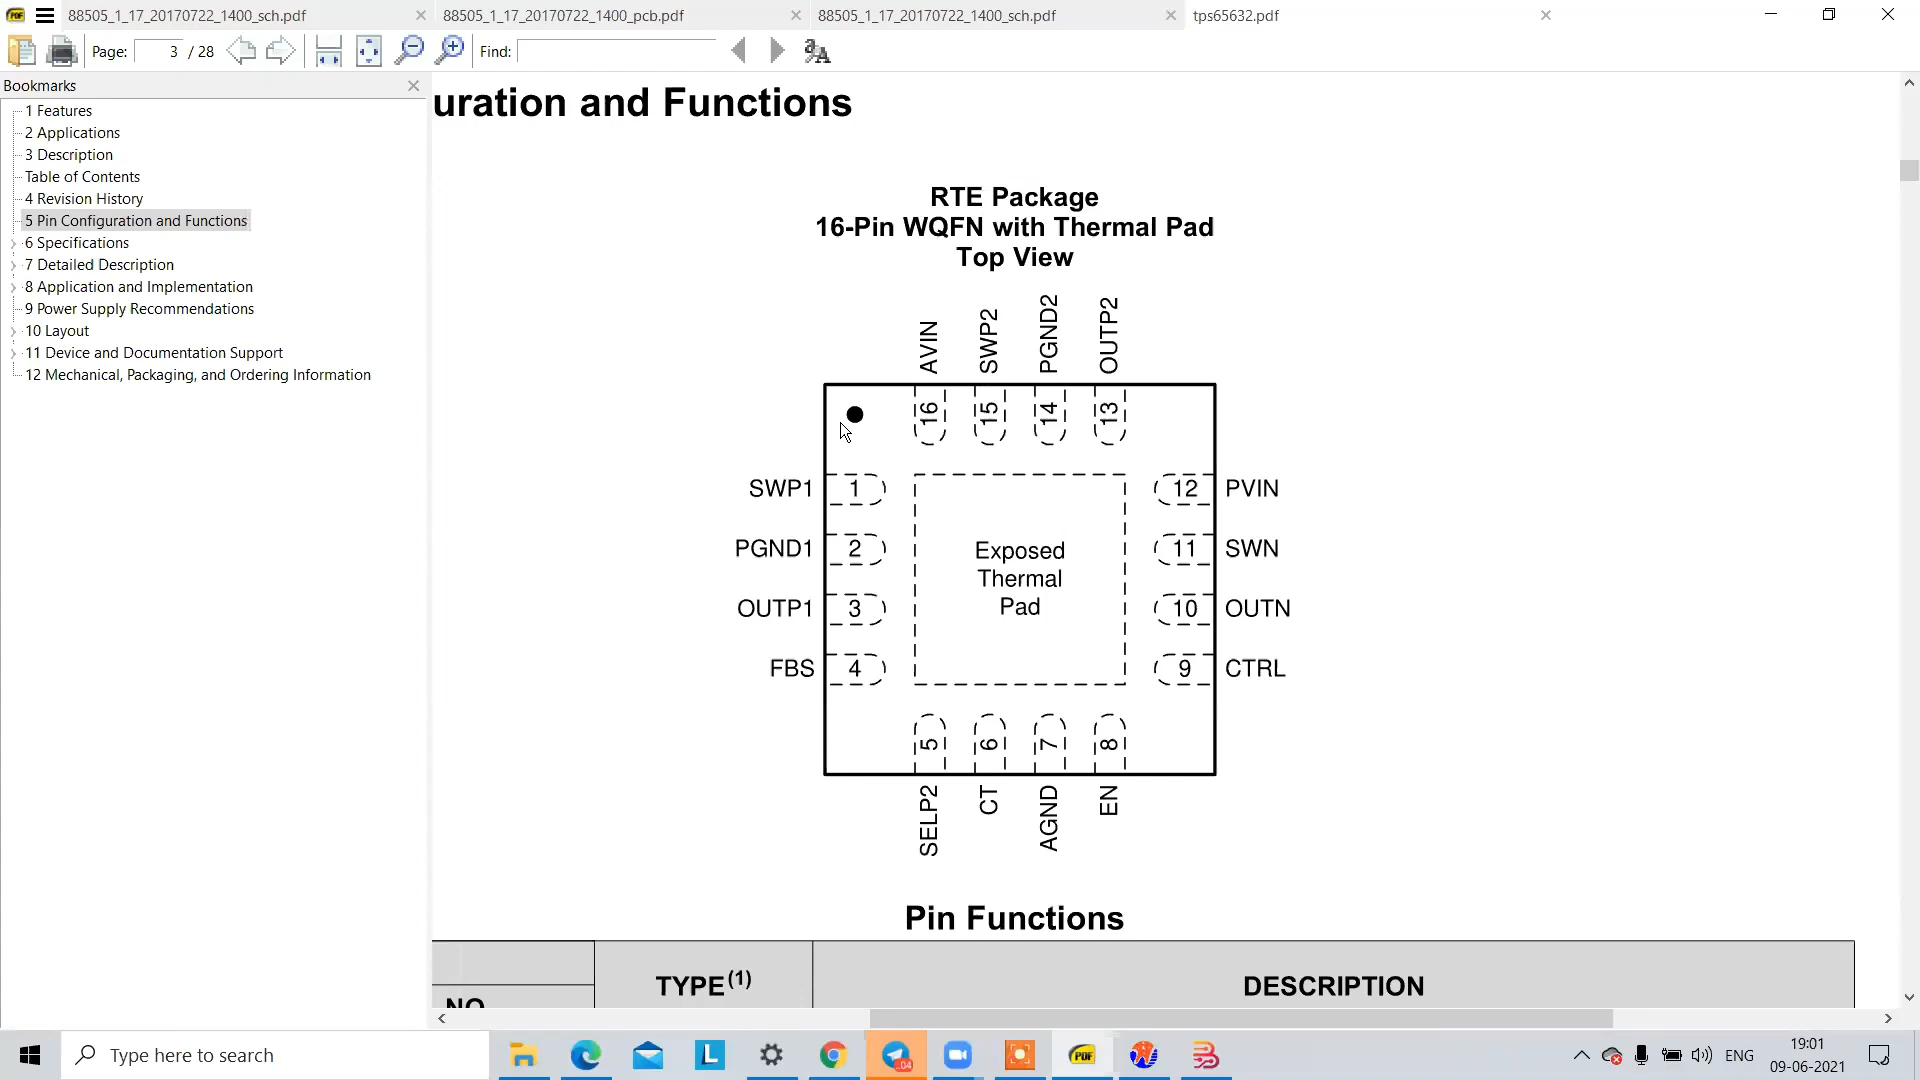 88505_1_17_20170722_1400_sch.pdf
88505_1_17_20170722_1400_pcb.pdf
88505_1_17_20170722_1400_sch.pdf
tps65632.pdf
Page: 3 / 28
Find:
Bookmarks
1 Features
2 Applications
3 Description
Table of Contents
4 Revision History
5 Pin Configuration and Functions
6 Specifications
7 Detailed Description
8 Application and Implementation
9 Power Supply Recommendations
10 Layout
11 Device and Documentation Support
12 Mechanical, Packaging, and Ordering Information
uration and Functions
RTE Package
16-Pin WQFN with Thermal Pad
Top View
AVIN
SWP2
PGND2
OUTP2
16
15
14
13
SWP1 1
12 PVIN
PGND1 2
11 SWN
OUTP1 3
10 OUTN
FBS 4
9 CTRL
Exposed
Thermal
Pad
5
6
7
8
SELP2
CT
AGND
EN
Pin Functions
TYPE(1)
DESCRIPTION
NO
Type here to search
L
04
PDF
ENG
19:01
09-06-2021